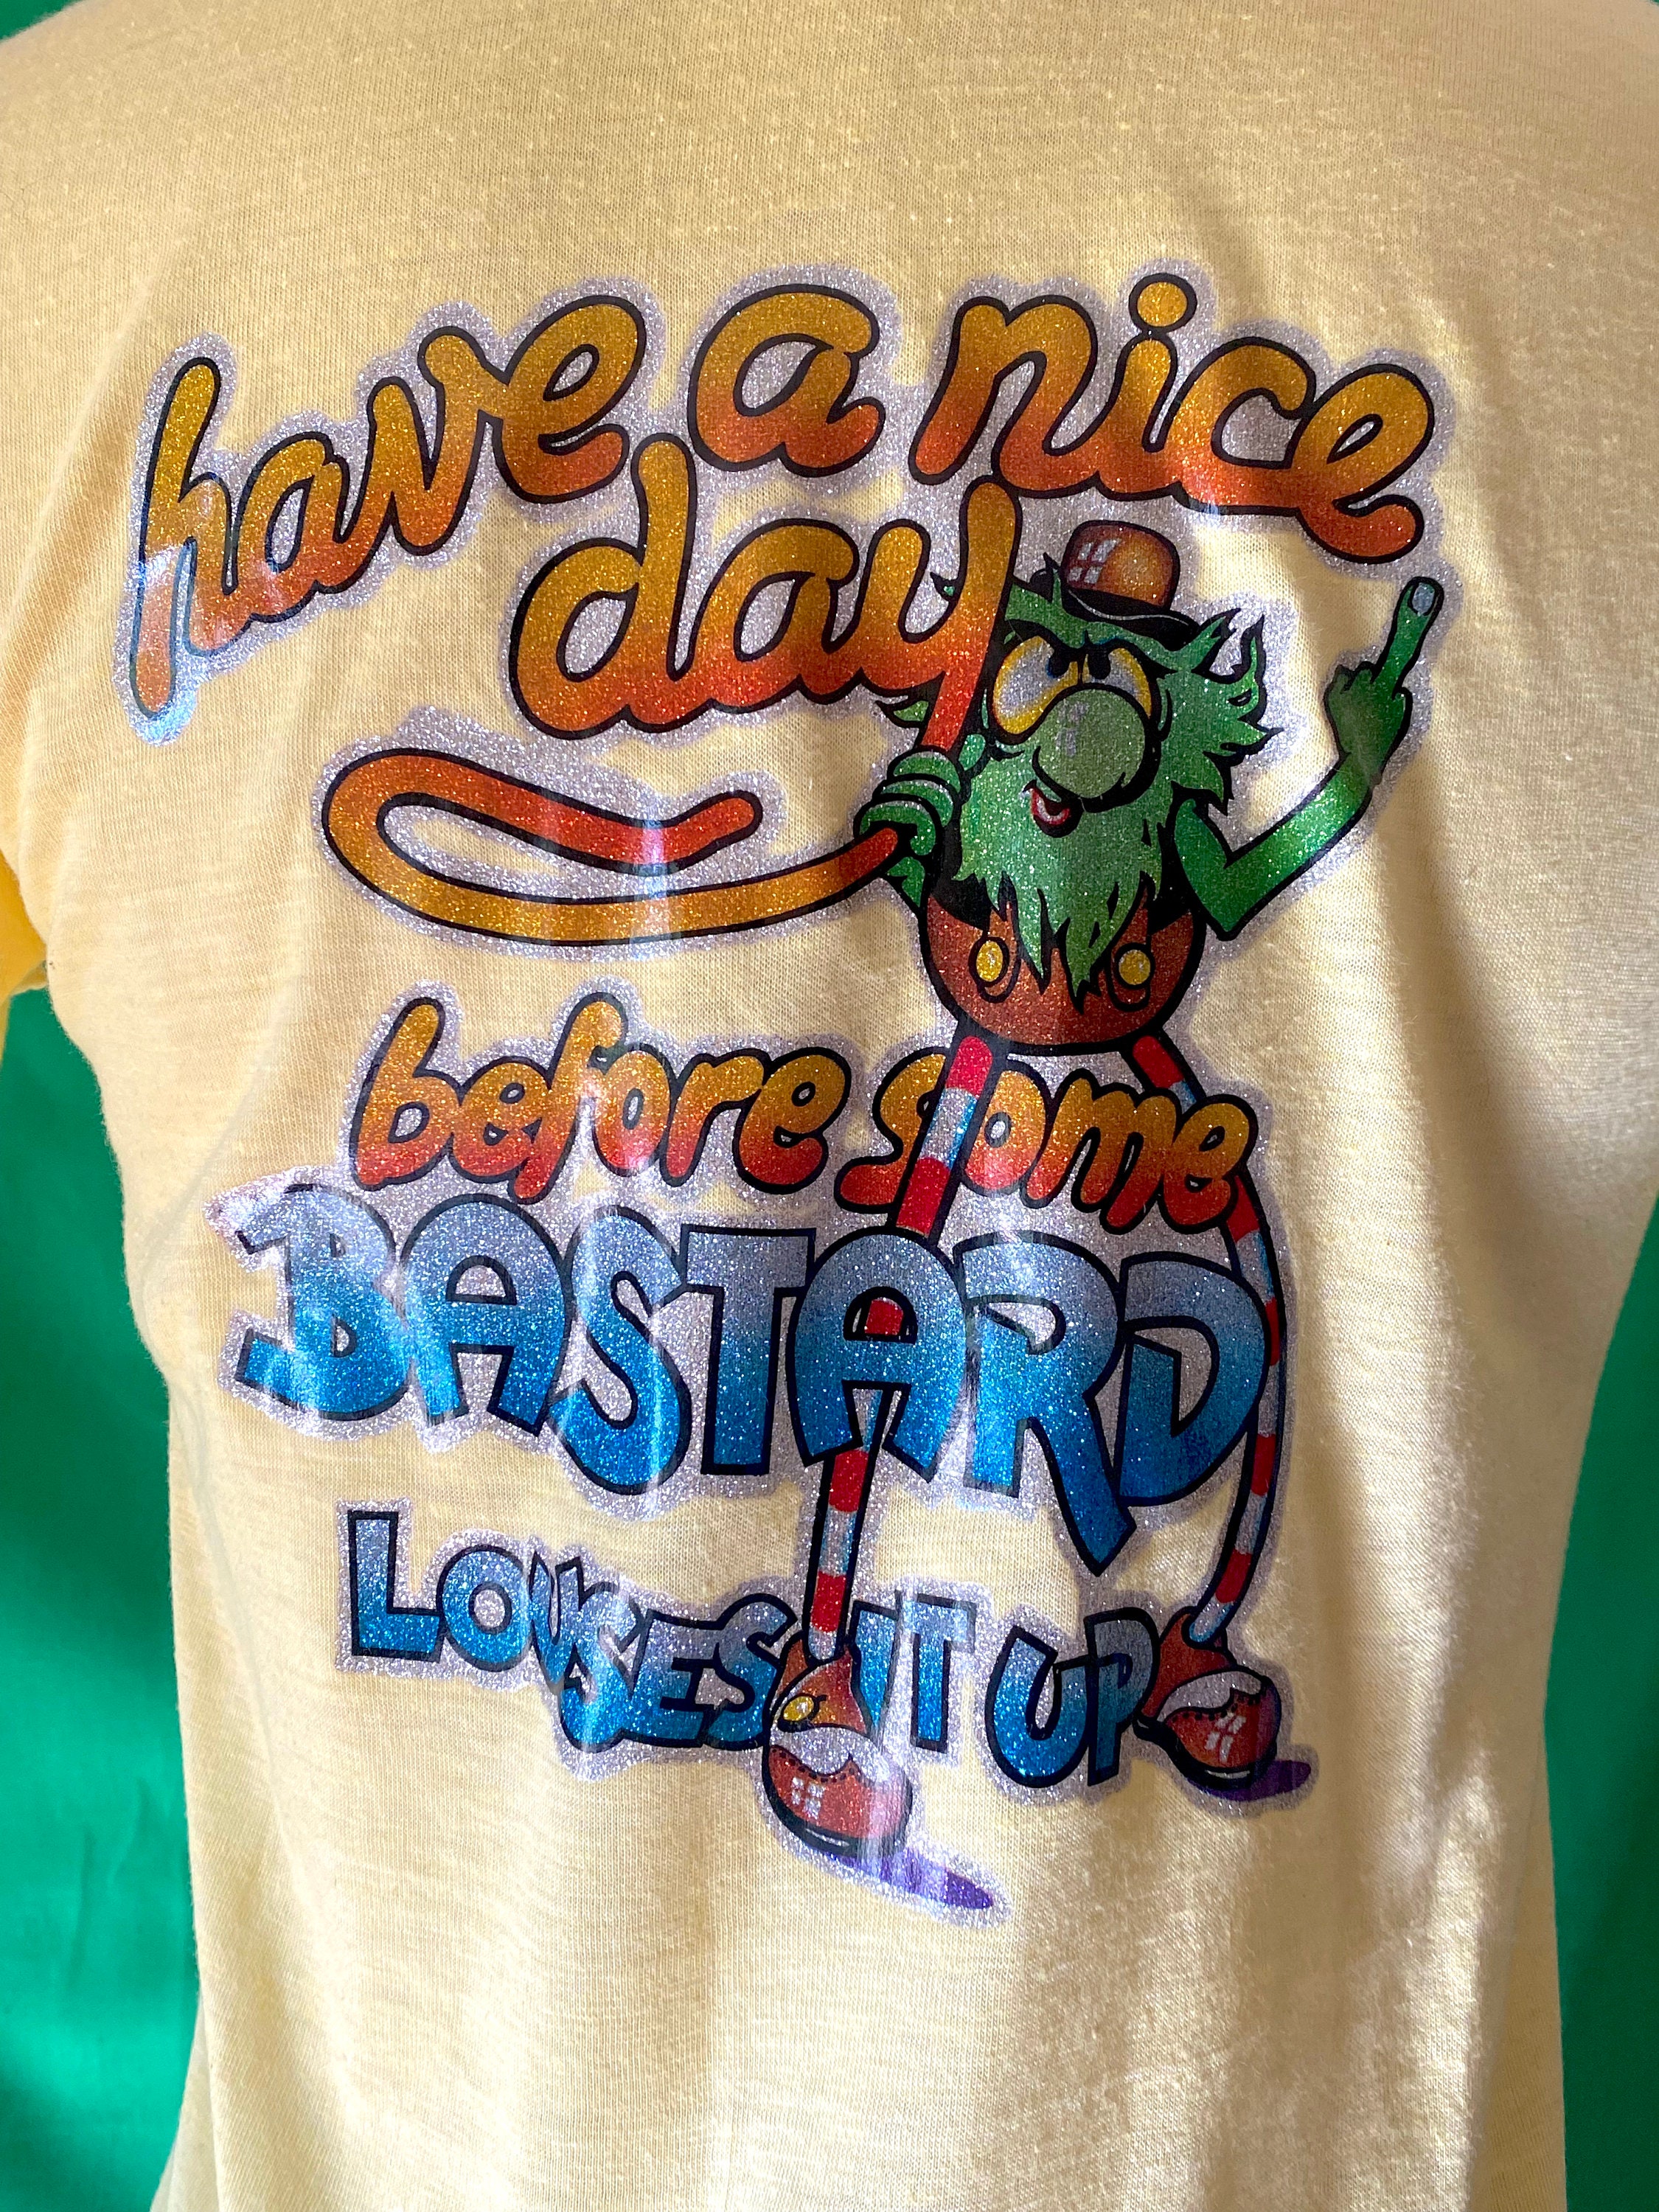 have a nice
day
before some
BASTARD
LOUSES IT UP